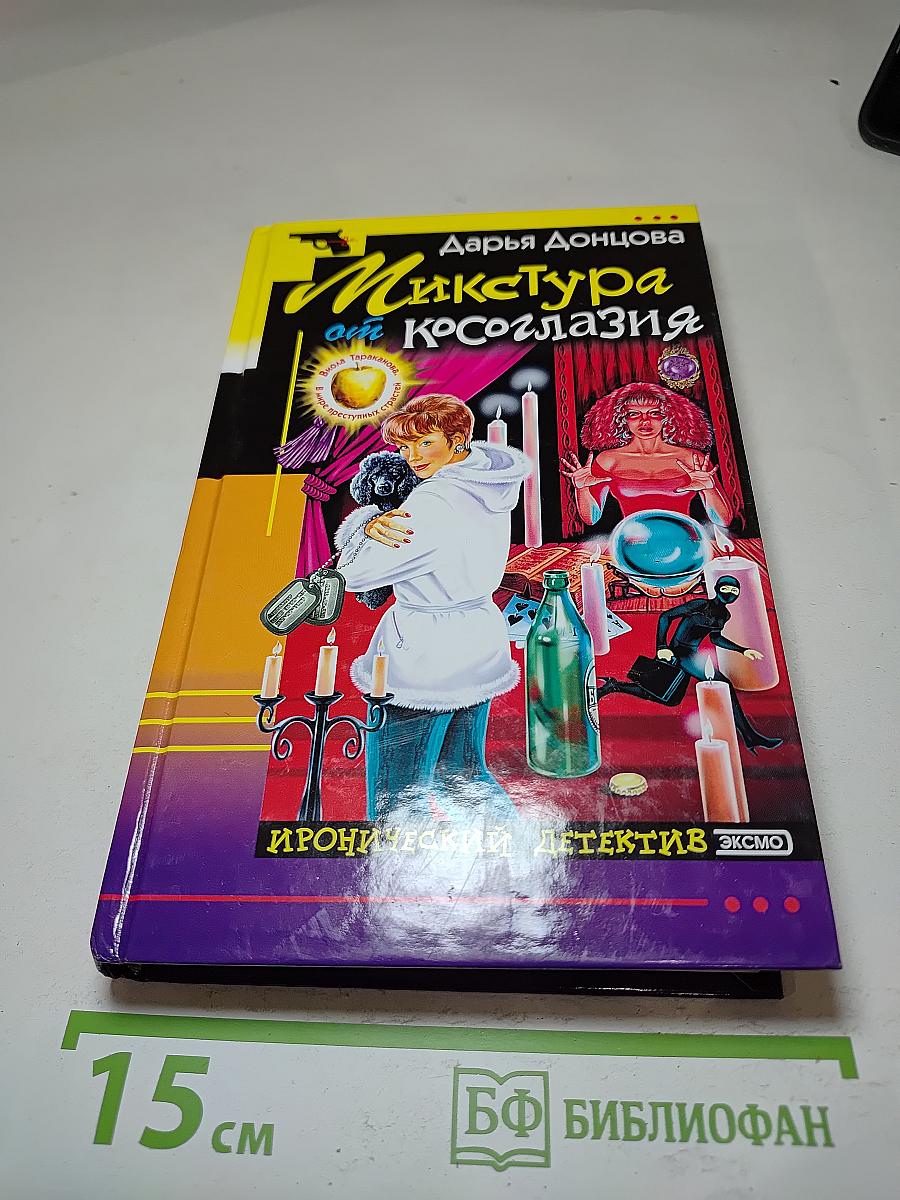 Дарья Донцова
Микстура
от косоглазия
Виола Тараканова.
В мире преступных страстей
ИРОНИЧЕСКИЙ ДЕТЕКТИВ
ЭКСМО
15 см
БФ БИБЛИОФАН